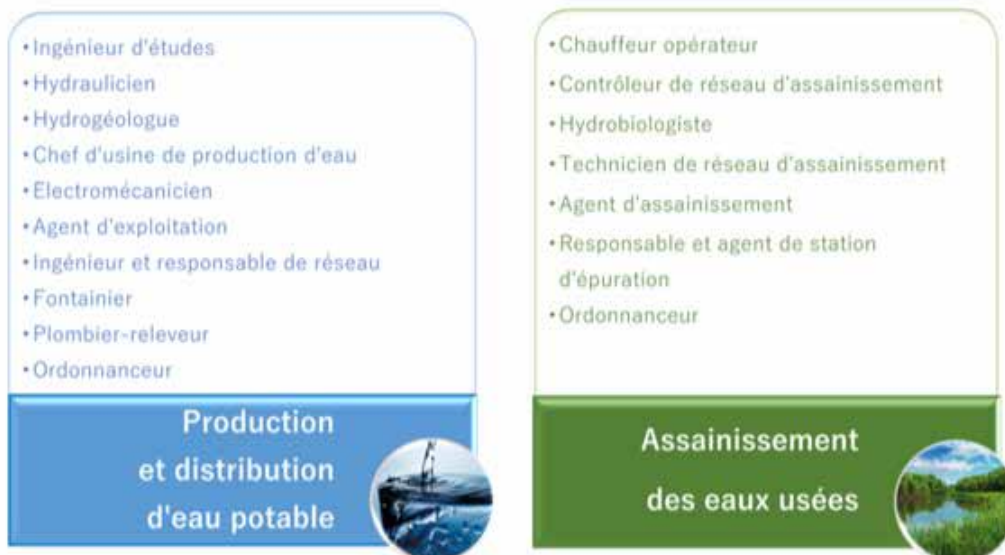 •Ingénieur d'études
•Hydraulicien
•Hydrogéologue
•Chef d'usine de production d'eau
•Electromécanicien
•Agent d'exploitation
•Ingénieur et responsable de réseau
•Fontainier
•Plombier-releveur
•Ordonnanceur
Production
et distribution
d'eau potable
•Chauffeur opérateur
•Contrôleur de réseau d'assainissement
•Hydrobiologiste
•Technicien de réseau d'assainissement
•Agent d'assainissement
•Responsable et agent de station
d'épuration
•Ordonnanceur
Assainissement
des eaux usées